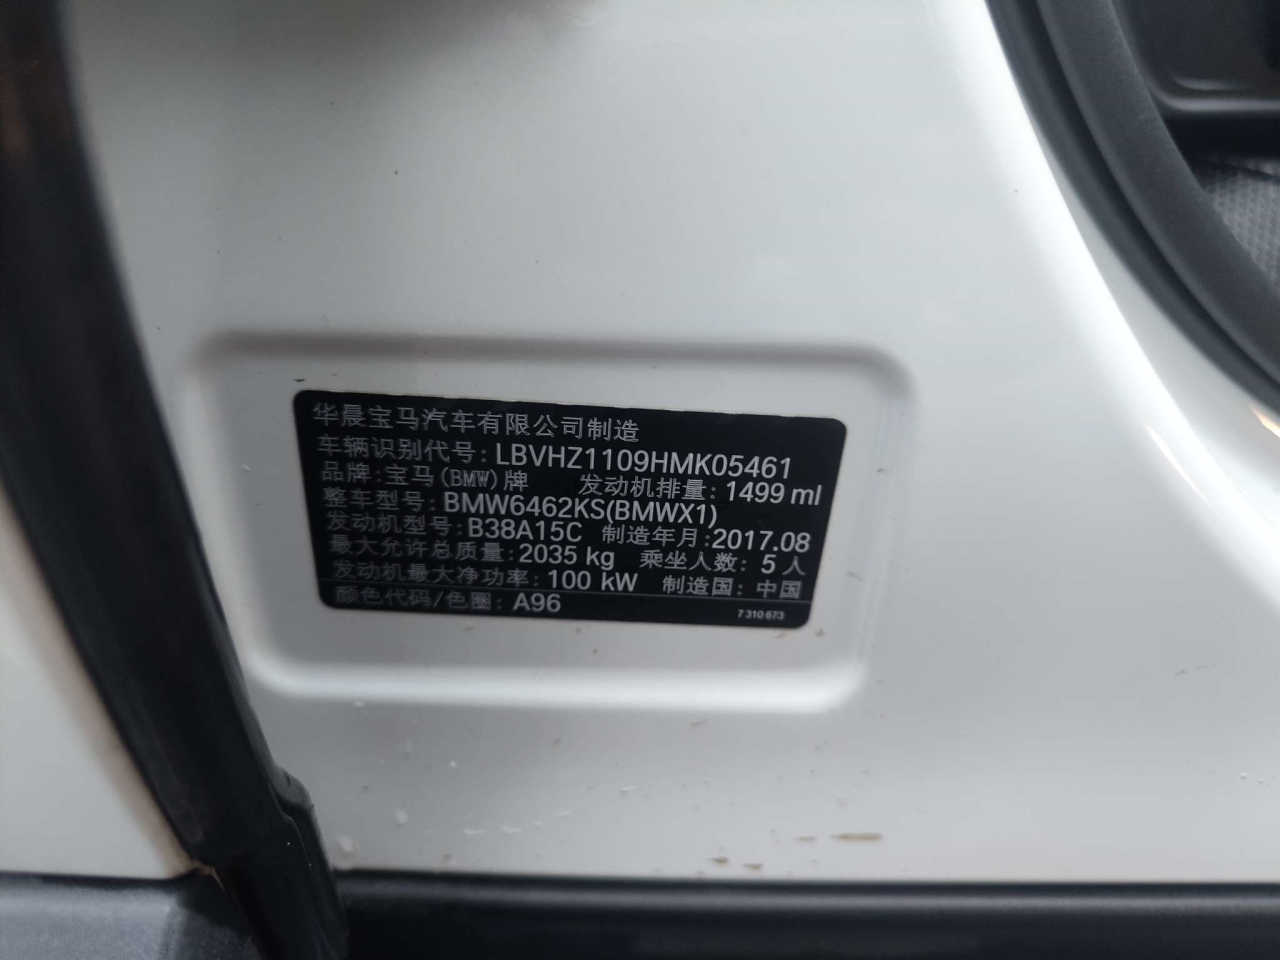 华晨宝马汽车有限公司制造
车辆识别代号: LBVHZ1109HMK05461
品牌: 宝马(BMW)牌 发动机排量: 1499 ml
整车型号: BMW6462KS(BMWX1)
发动机型号: B38A15C 制造年月: 2017.08
最大允许总质量: 2035 kg 乘坐人数: 5 人
发动机最大净功率: 100 kW 制造国: 中国
颜色代码/色圈: A96 7 310 673